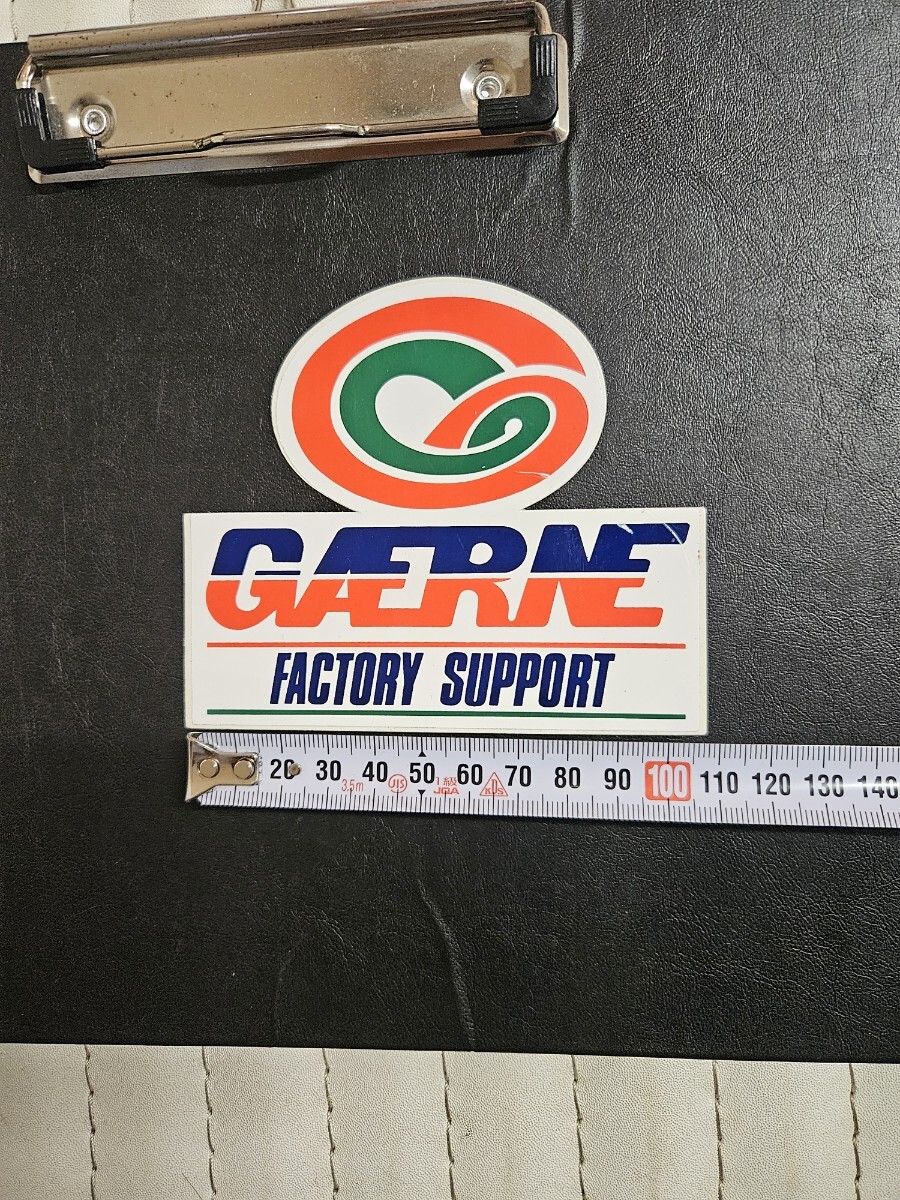 GÆRNE
FACTORY SUPPORT
20 30 40 50 60 70 80 90 100 110 120 130 140
3.5m JIS 1級 JQA